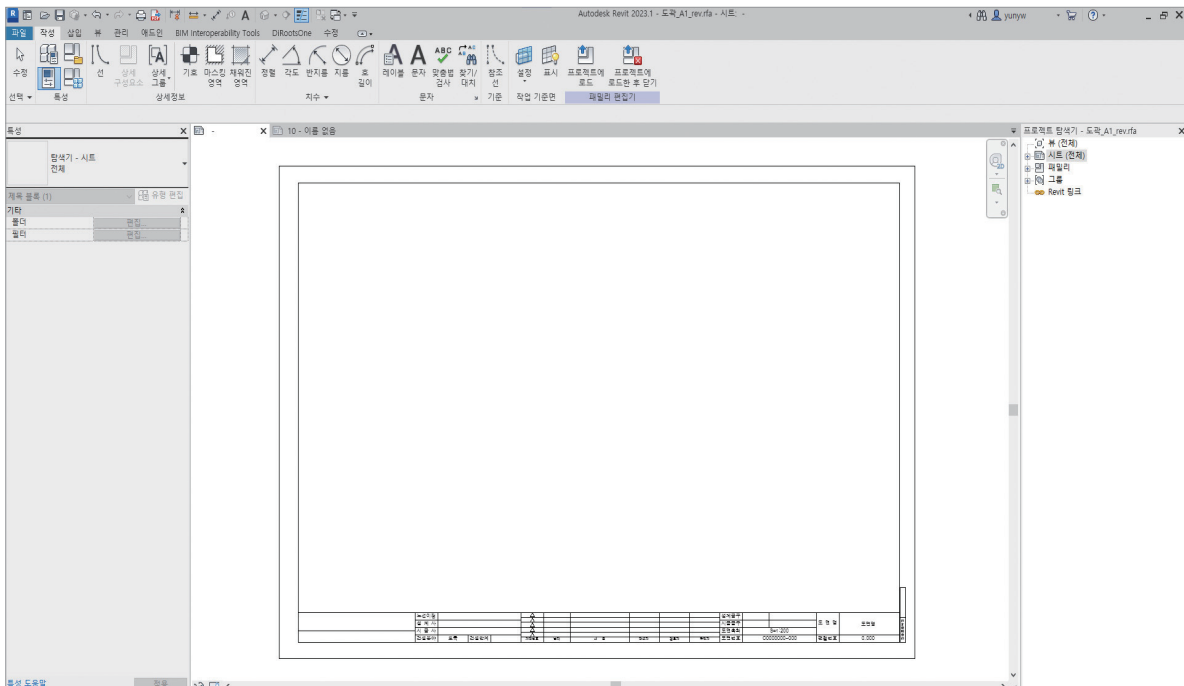 Autodesk Revit 2023.1 - 도곽_A1_rev.rfa - 시트: -
yunyw
파일 작성 삽입 뷰 관리 애드인 BIM Interoperability Tools DiRootsOne 수정
수정 선 상세 구성요소 상세 그룹 기호 마스킹 영역 채워진 영역 정렬 각도 반지름 지름 호 길이 레이블 문자 맞춤법 검사 찾기/ 대치 참조 선 설정 표시 프로젝트에 로드 프로젝트에 로드한 후 닫기
선택 특성 상세정보 치수 문자 기준 작업 기준면 패밀리 편집기
특성
탐색기 - 시트
전체
제목 블록 (1) 유형 편집
기타
폴더 편집...
필터 편집...
특성 도움말 적용
-
10 - 이름 없음
S=1:200
00000000-000
0.000
프로젝트 탐색기 - 도곽_A1_rev.rfa
뷰 (전체)
시트 (전체)
패밀리
그룹
Revit 링크